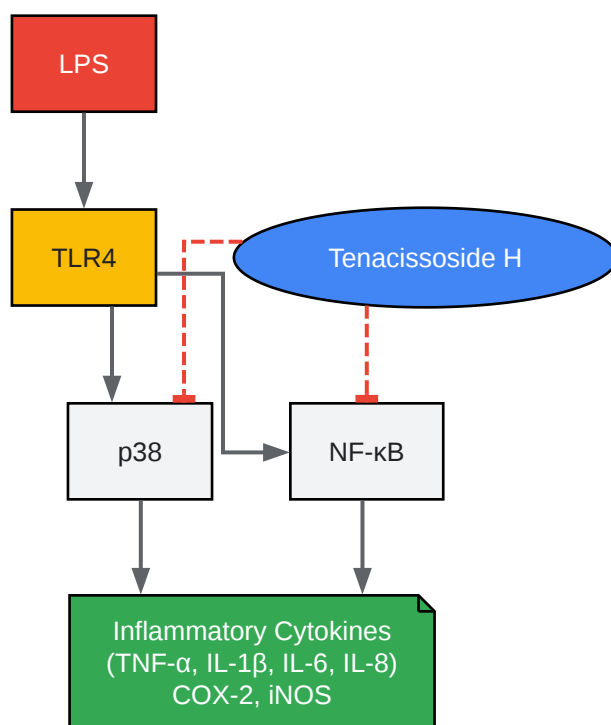 LPS
TLR4
Tenacissoside H
p38
NF-κB
Inflammatory Cytokines
(TNF-α, IL-1β, IL-6, IL-8)
COX-2, iNOS